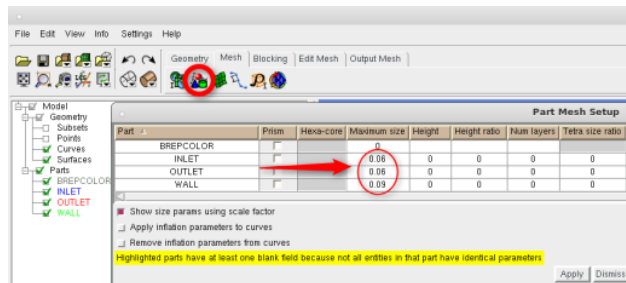 File Edit View Info Settings Help
Geometry Mesh Blocking Edit Mesh Output Mesh
Model
Geometry
Subsets
Points
Curves
Surfaces
Parts
BREPCOLOR
INLET
OUTLET
WALL
Part Mesh Setup
Part Prism Hexa-core Maximum size Height Height ratio Num layers Tetra size ratio
BREPCOLOR 0
INLET 0.06 0 0 0 0
OUTLET 0.06 0 0 0 0
WALL 0.09 0 0 0 0
Show size params using scale factor
Apply inflation parameters to curves
Remove inflation parameters from curves
Highlighted parts have at least one blank field because not all entities in that part have identical parameters
Apply Dismiss